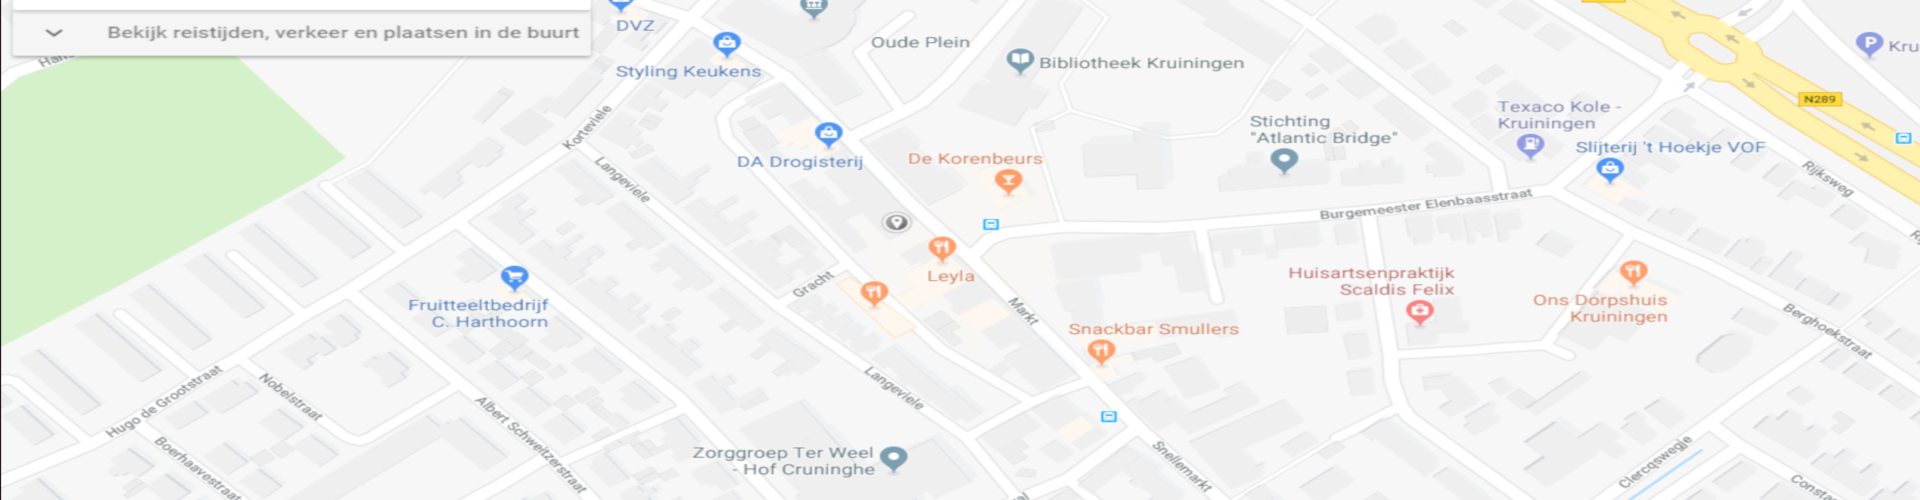 Bekijk reistijden, verkeer en plaatsen in de buurt
DVZ
Styling Keukens
Oude Plein
Bibliotheek Kruiningen
Stichting
"Atlantic Bridge"
Texaco Kole -
Kruiningen
Slijterij 't Hoekje VOF
N289
P
Kru
Rijksweg
Korteviele
Langeviele
DA Drogisterij
De Korenbeurs
Burgemeester Elenbaasstraat
Leyla
Gracht
Markt
Fruitteeltbedrijf
C. Harthoorn
Huisartsenpraktijk
Scaldis Felix
Ons Dorpshuis
Kruiningen
Berghoekstraat
Snackbar Smullers
Langeviele
Hugo de Grootstraat
Nobelstraat
Albert Schweitzerstraat
Boerhaavestraat
Zorggroep Ter Weel
- Hof Cruninghe
Snellemarkt
Clercqswegje
Consta